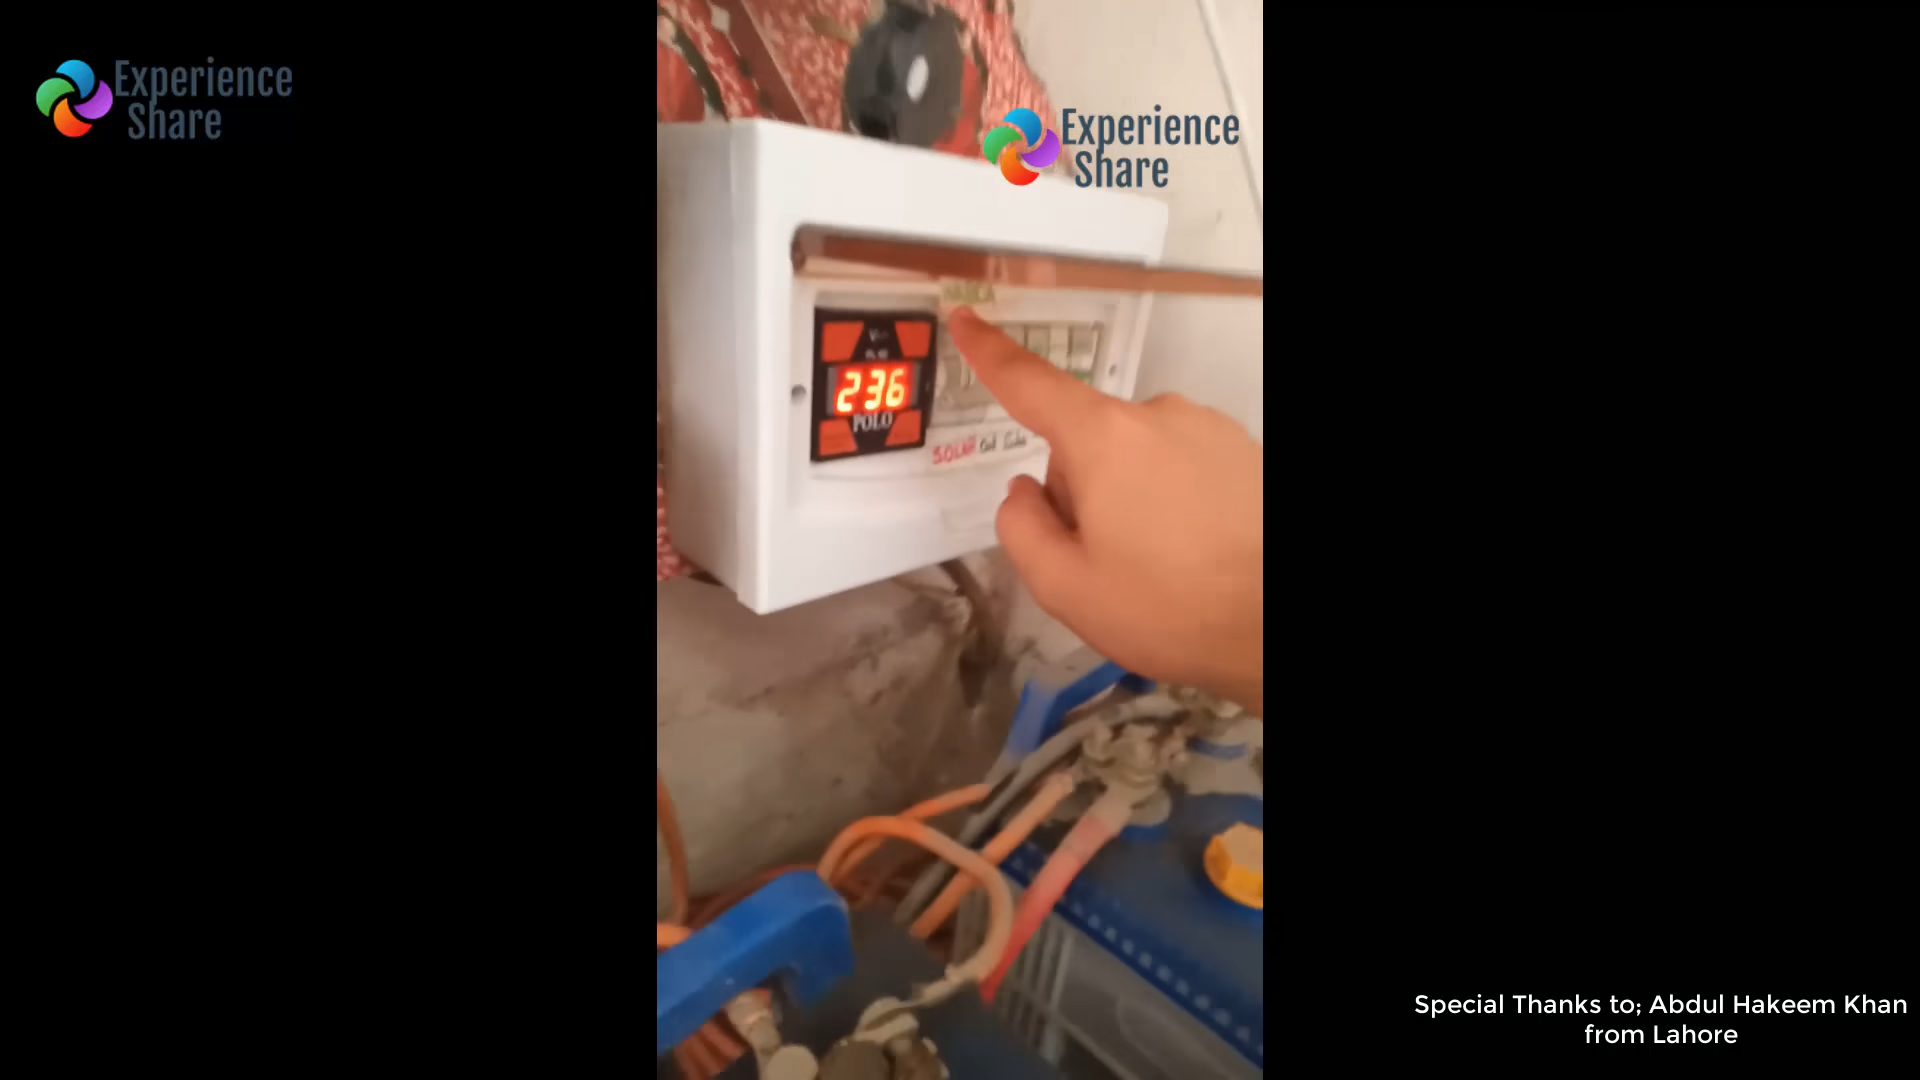 Experience
Share
Experience
Share
236
POLO
SOLAR
Special Thanks to; Abdul Hakeem Khan
from Lahore